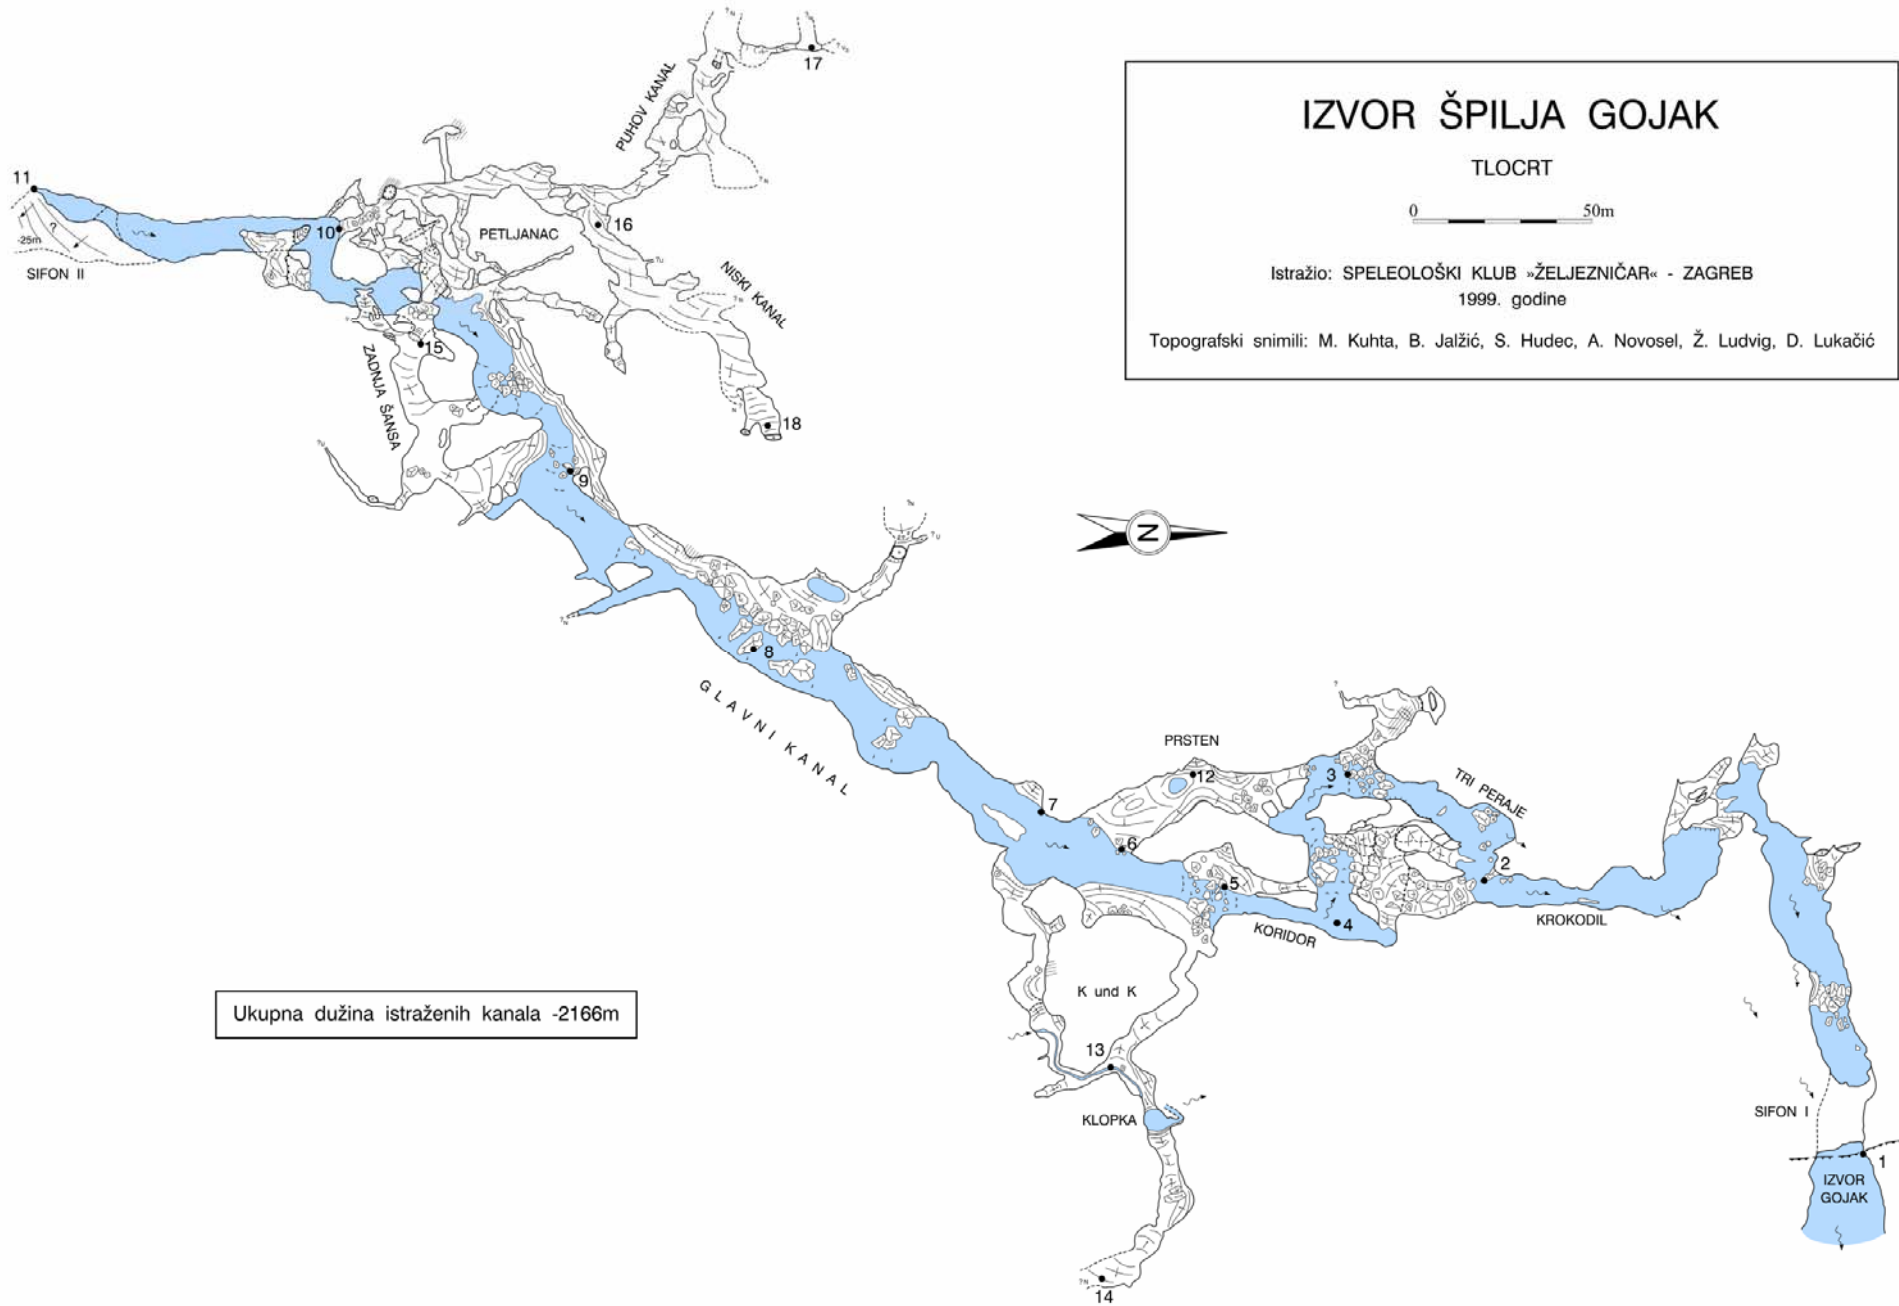 IZVOR ŠPILJA GOJAK
TLOCRT
0 50m
Istražio: SPELEOLOŠKI KLUB »ŽELJEZNIČAR« - ZAGREB
1999. godine
Topografski snimili: M. Kuhta, B. Jalžić, S. Hudec, A. Novosel, Ž. Ludvig, D. Lukačić
17
PUHOV KANAL
11
?
-25m
SIFON II
10
PETLJANAC
16
NISKI KANAL
15
ZADNJA ŠANSA
18
9
N
8
GLAVNI KANAL
PRSTEN
12
3
TRI PERAJE
7
6
2
5
4
KORIDOR
KROKODIL
K und K
Ukupna dužina istraženih kanala -2166m
13
KLOPKA
SIFON I
1
IZVOR
GOJAK
14